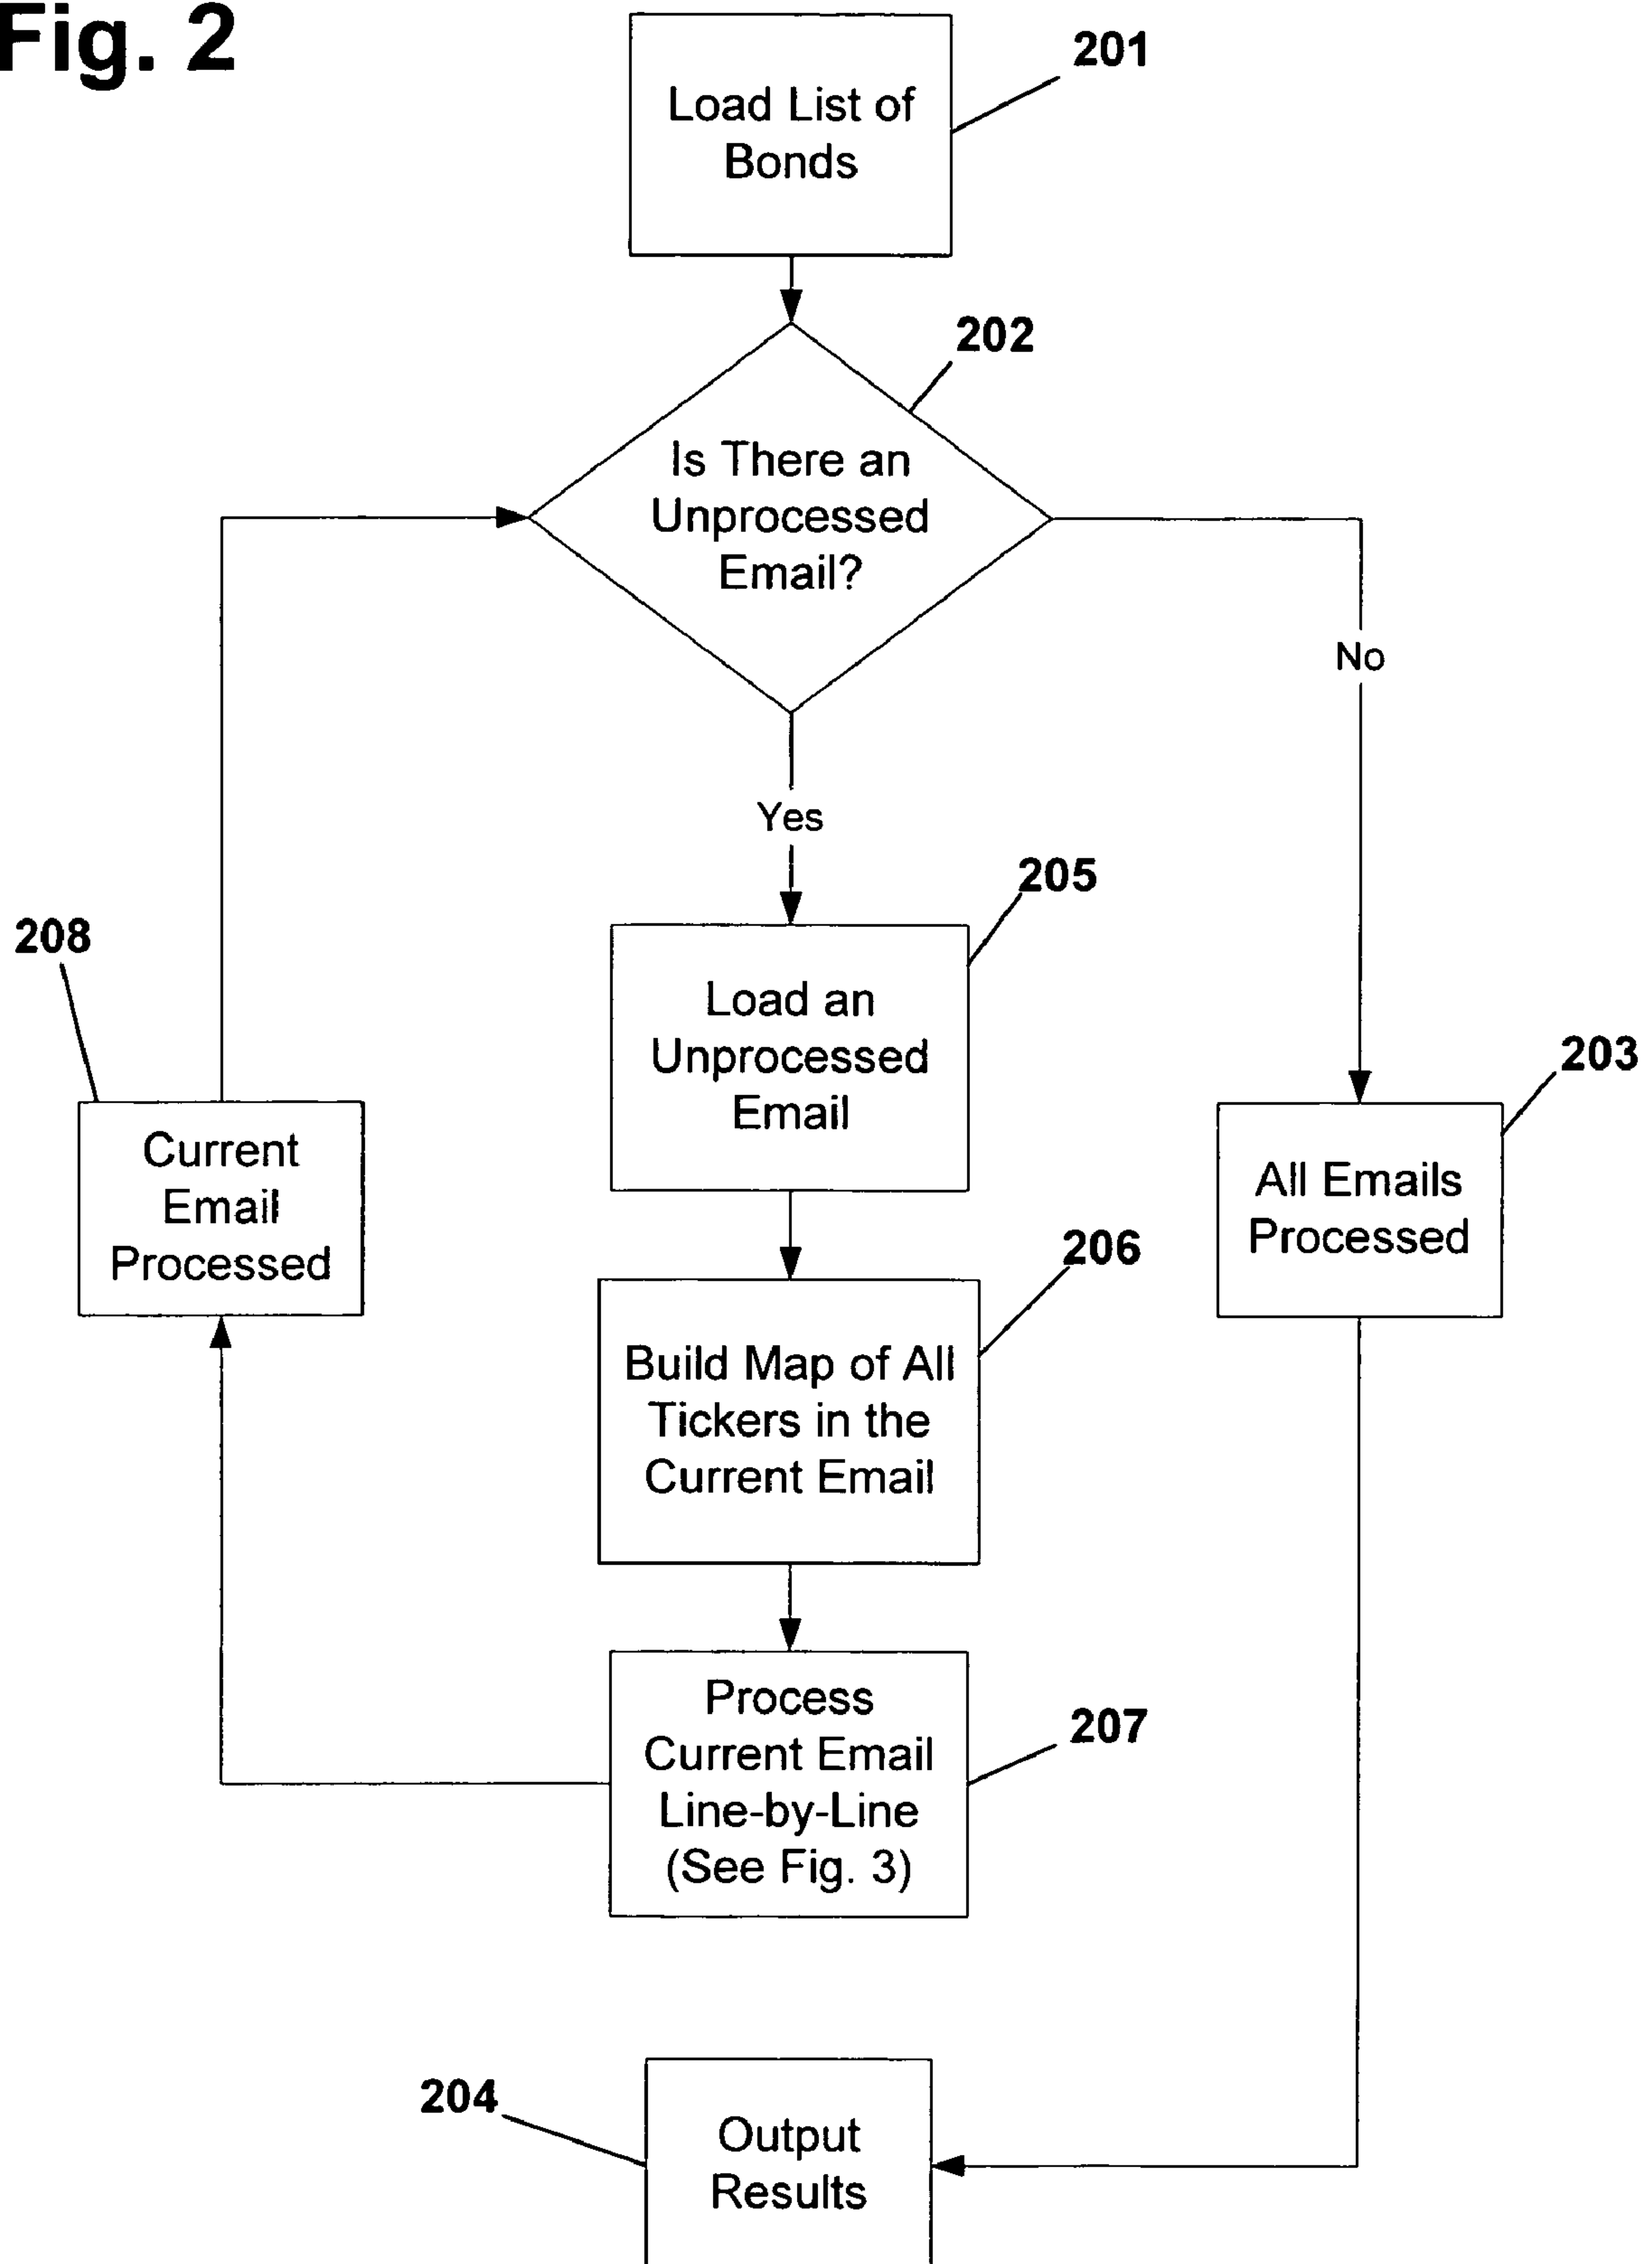 Fig. 2
201
Load List of
Bonds
202
Is There an
Unprocessed
Email?
No
Yes
205
208
Load an
Unprocessed
Email
203
Current
Email
Processed
All Emails
Processed
206
Build Map of All
Tickers in the
Current Email
Process
Current Email
Line-by-Line
(See Fig. 3)
207
204
Output
Results